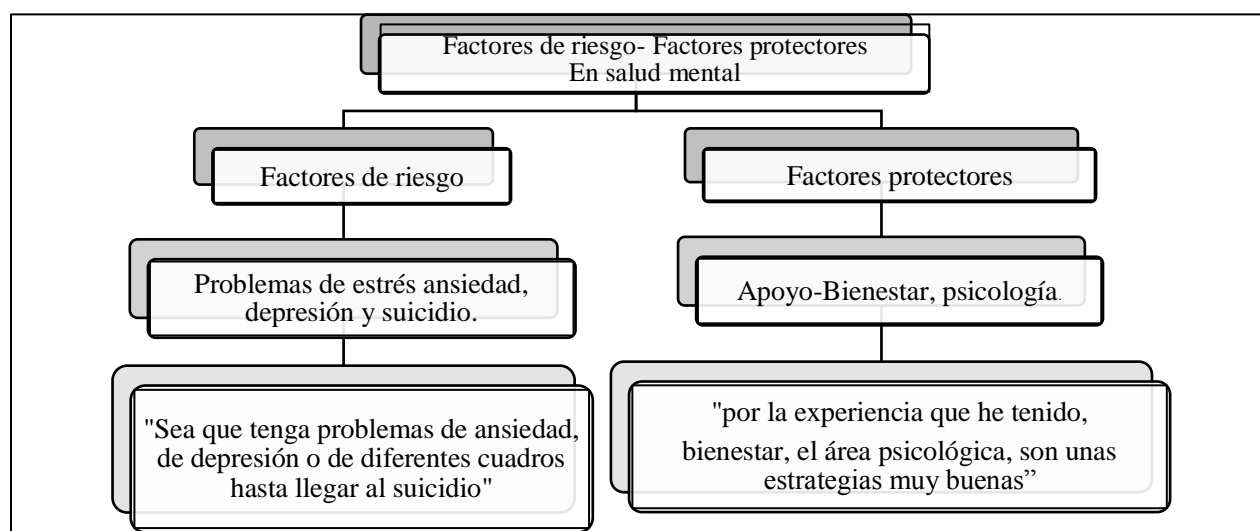 Factores de riesgo- Factores protectores
En salud mental
Factores de riesgo
Factores protectores
Problemas de estrés ansiedad,
depresión y suicidio.
Apoyo-Bienestar, psicología.
"Sea que tenga problemas de ansiedad,
de depresión o de diferentes cuadros
hasta llegar al suicidio"
"por la experiencia que he tenido,
bienestar, el área psicológica, son unas
estrategias muy buenas”